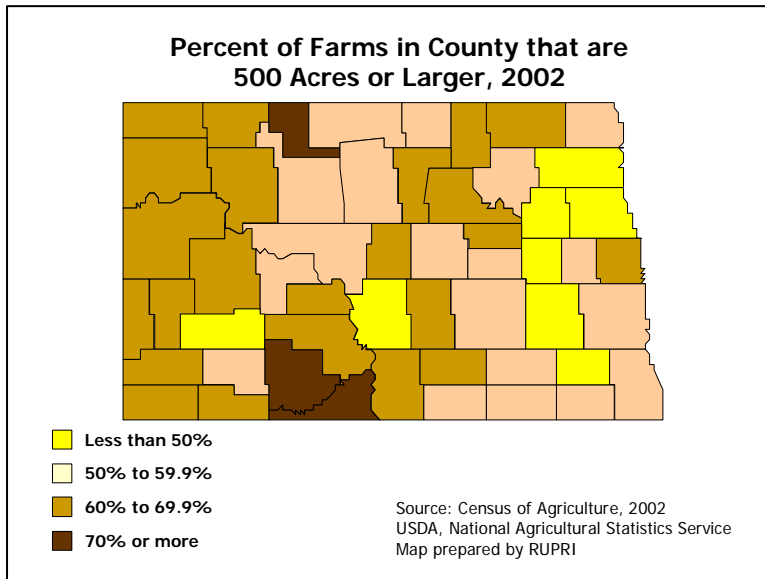 Percent of Farms in County that are
500 Acres or Larger, 2002
Less than 50%
50% to 59.9%
60% to 69.9%
70% or more
Source: Census of Agriculture, 2002
USDA, National Agricultural Statistics Service
Map prepared by RUPRI